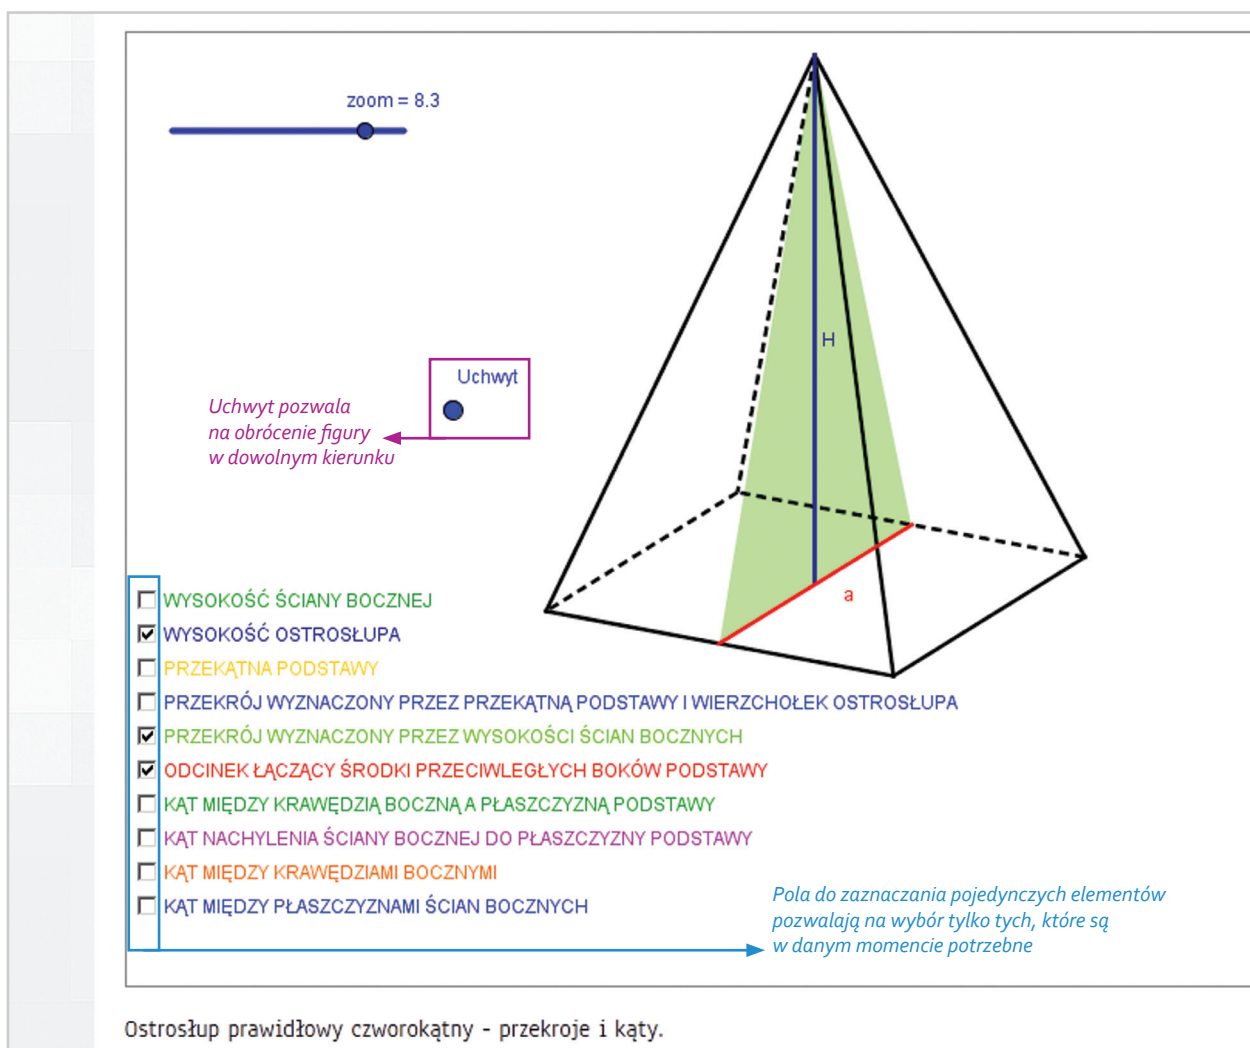 zoom = 8.3
H
Uchwyt
Uchwyt pozwala
na obrócenie figury
w dowolnym kierunku
a
WYSOKOŚĆ ŚCIANY BOCZNEJ
WYSOKOŚĆ OSTROSŁUPA
PRZEKĄTNA PODSTAWY
PRZEKRÓJ WYZNACZONY PRZEZ PRZEKĄTNĄ PODSTAWY I WIERZCHOŁEK OSTROSŁUPA
PRZEKRÓJ WYZNACZONY PRZEZ WYSOKOŚCI ŚCIAN BOCZNYCH
ODCINEK ŁĄCZĄCY ŚRODKI PRZECIWLEGŁYCH BOKÓW PODSTAWY
KĄT MIĘDZY KRAWĘDZIĄ BOCZNĄ A PŁASZCZYZNĄ PODSTAWY
KĄT NACHYLENIA ŚCIANY BOCZNEJ DO PŁASZCZYZNY PODSTAWY
KĄT MIĘDZY KRAWĘDZIAMI BOCZNYMI
KĄT MIĘDZY PŁASZCZYZNAMI ŚCIAN BOCZNYCH
Pola do zaznaczania pojedynczych elementów
pozwalają na wybór tylko tych, które są
w danym momencie potrzebne
Ostrosłup prawidłowy czworokątny - przekroje i kąty.